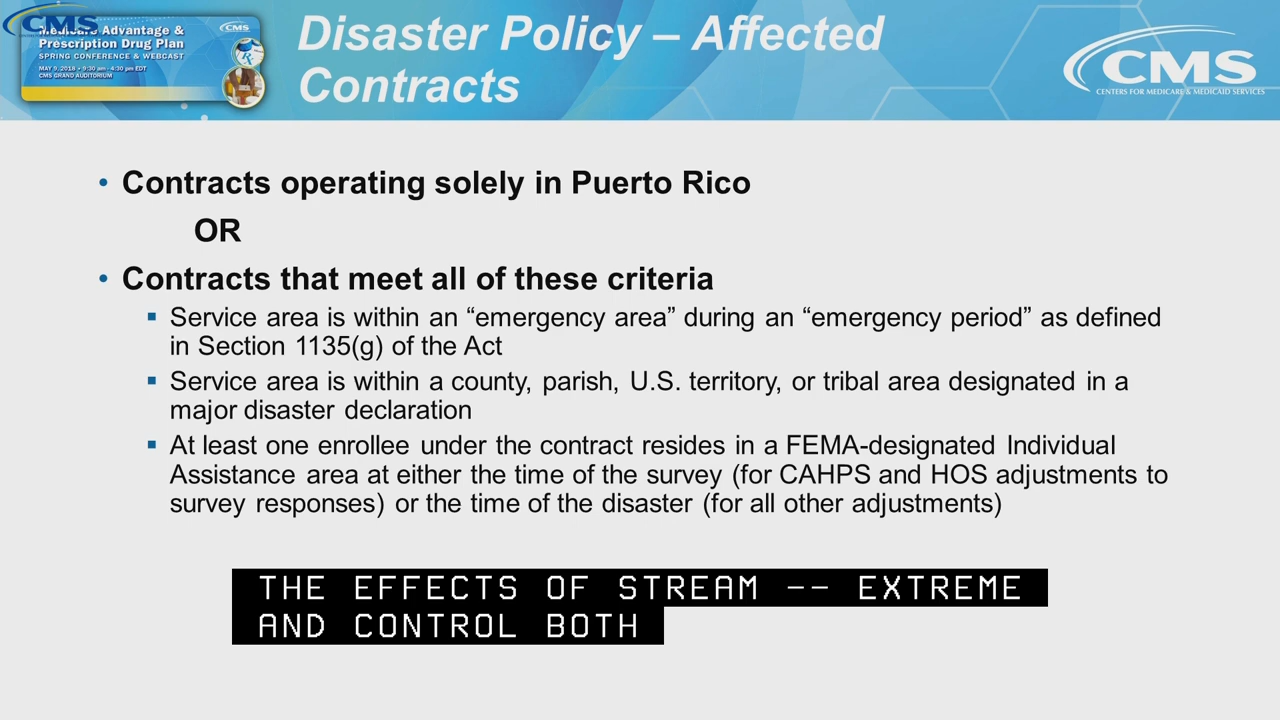 CMS
Medicare Advantage &
Prescription Drug Plan
SPRING CONFERENCE & WEBCAST
MAY 9, 2018 • 9:30 am - 4:30 pm EDT
CMS GRAND AUDITORIUM
CMS
Disaster Policy – Affected
Contracts
CMS
CENTERS FOR MEDICARE & MEDICAID SERVICES
• Contracts operating solely in Puerto Rico
OR
• Contracts that meet all of these criteria
▪ Service area is within an “emergency area” during an “emergency period” as defined
in Section 1135(g) of the Act
▪ Service area is within a county, parish, U.S. territory, or tribal area designated in a
major disaster declaration
▪ At least one enrollee under the contract resides in a FEMA-designated Individual
Assistance area at either the time of the survey (for CAHPS and HOS adjustments to
survey responses) or the time of the disaster (for all other adjustments)
THE EFFECTS OF STREAM -- EXTREME
AND CONTROL BOTH